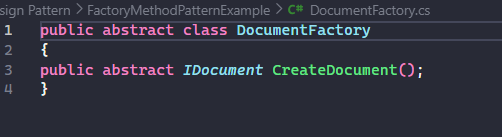 sign Pattern > FactoryMethodPatternExample > C# DocumentFactory.cs
1 public abstract class DocumentFactory
2 {
3 public abstract IDocument CreateDocument();
4 }